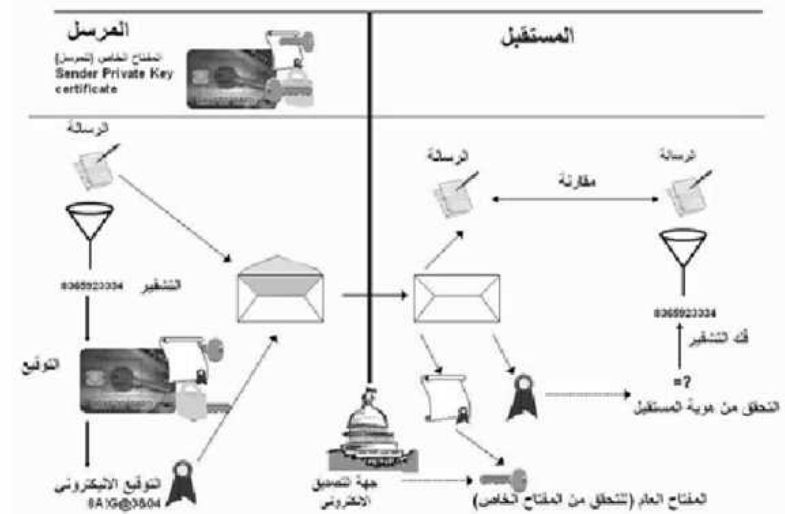 المرسل
المفتاح الخاص (للمرسل)
Sender Private Key
certificate
المستقبل
الرسالة
الرسالة
الرسالة
مقارنة
8365923334
التشفير
8365923334
فك التشفير
التوقيع
=?
التحقق من هوية المستقبل
التوقيع الاليكتروني
جهة التصديق
الالكتروني
المفتاح العام (للتحقق من المفتاح الخاص)